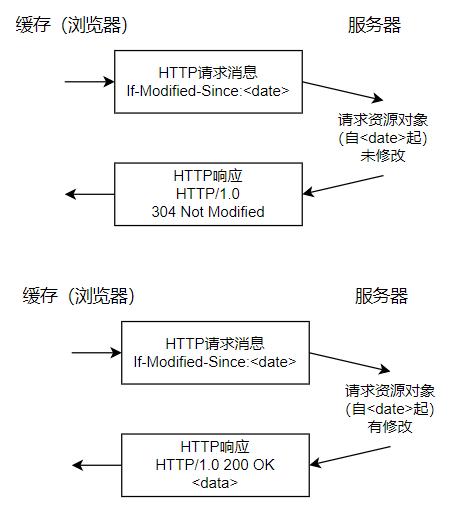 缓存（浏览器）
服务器
HTTP请求消息
If-Modified-Since:<date>
请求资源对象
(自<date>起)
未修改
HTTP响应
HTTP/1.0
304 Not Modified
缓存（浏览器）
服务器
HTTP请求消息
If-Modified-Since:<date>
请求资源对象
(自<date>起)
有修改
HTTP响应
HTTP/1.0 200 OK
<data>